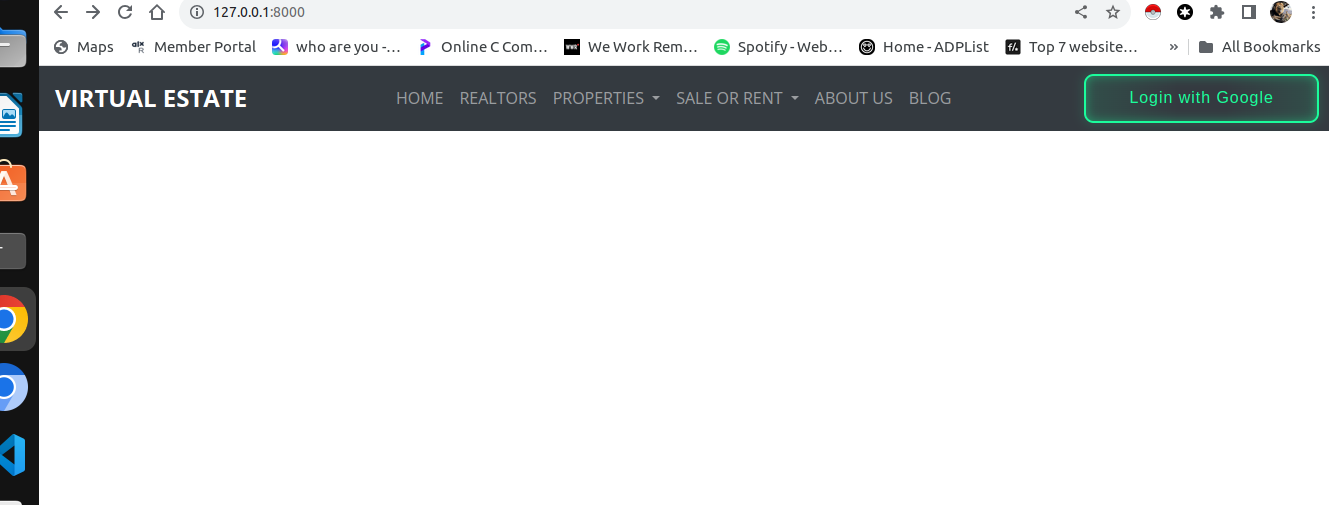 127.0.0.1:8000
Maps Member Portal who are you -... Online C Com... We Work Rem... Spotify - Web... Home - ADPList Top 7 website... » All Bookmarks
VIRTUAL ESTATE HOME REALTORS PROPERTIES SALE OR RENT ABOUT US BLOG Login with Google